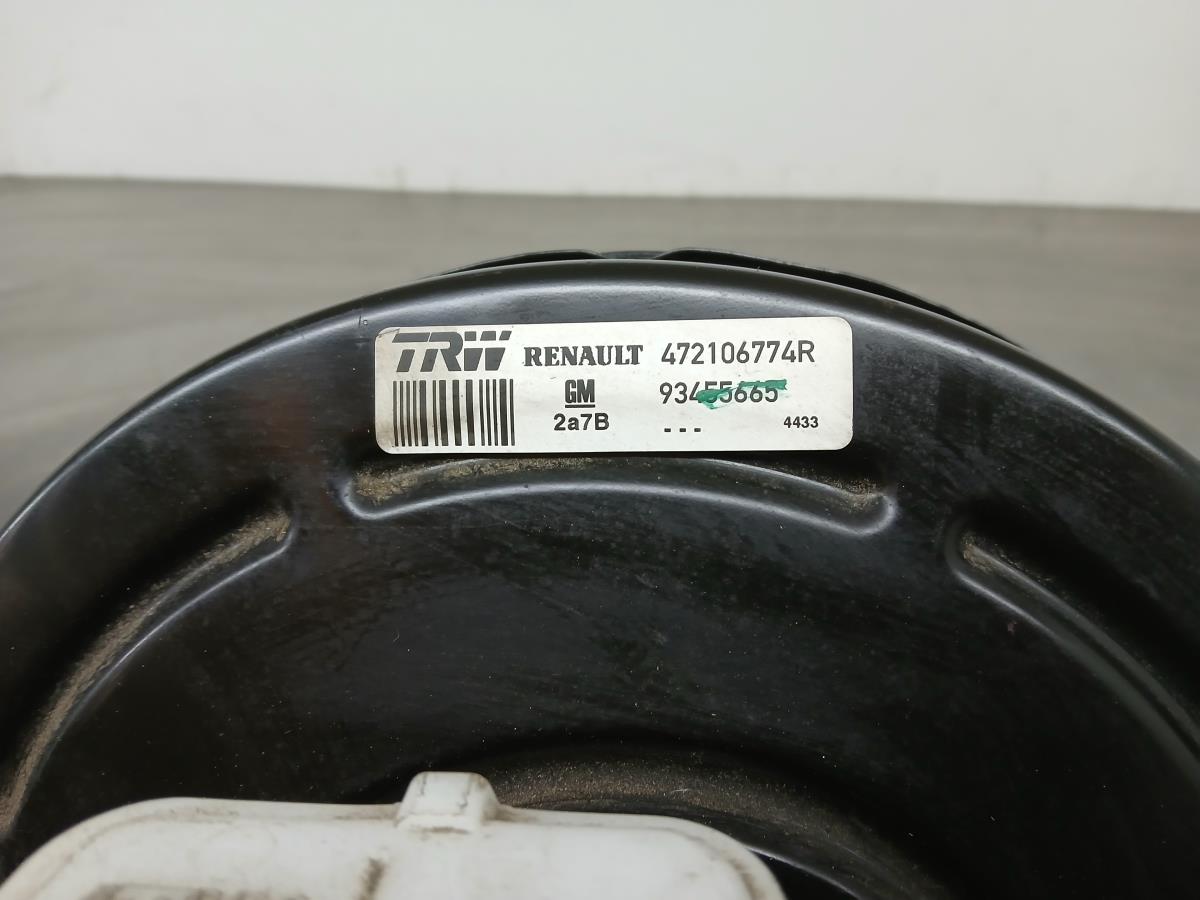 TRW RENAULT 472106774R
GM 93455665
2a7B --- 4433